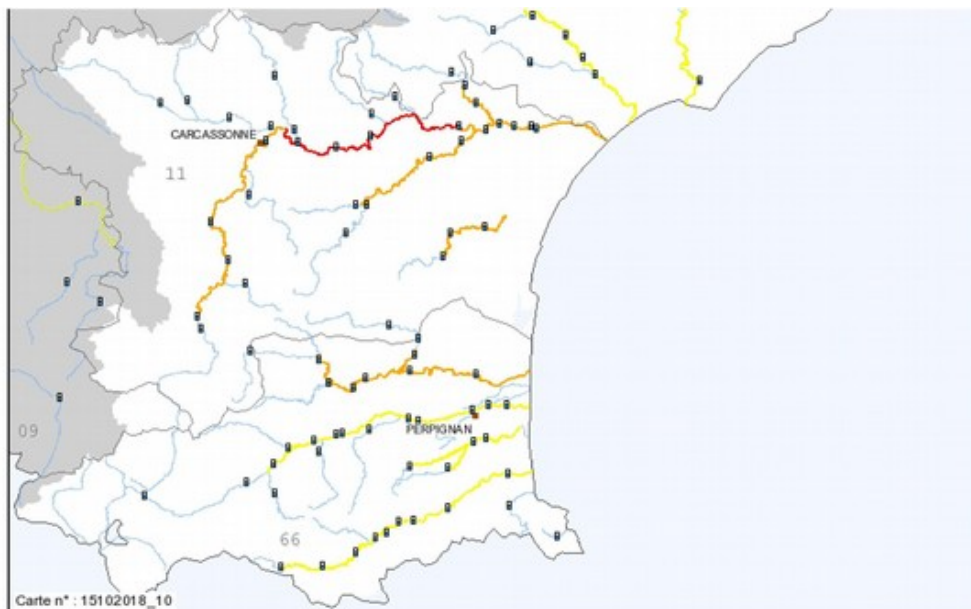 CARCASSONNE
11
09
PERPIGNAN
66
Carte n° : 15102018_10